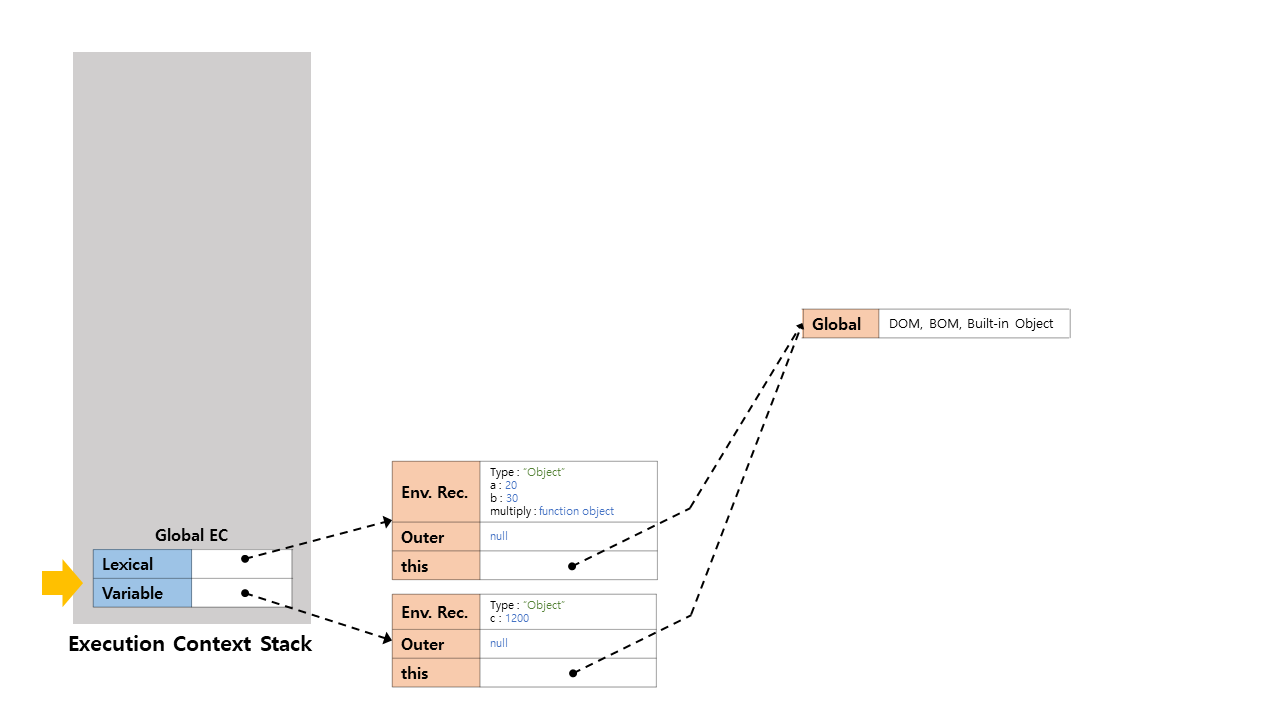 Global DOM, BOM, Built-in Object
Env. Rec.
Type : "Object"
a : 20
b : 30
multiply : function object
Outer null
this
Global EC
Lexical
Variable
Env. Rec.
Type : "Object"
c : 1200
Outer null
this
Execution Context Stack